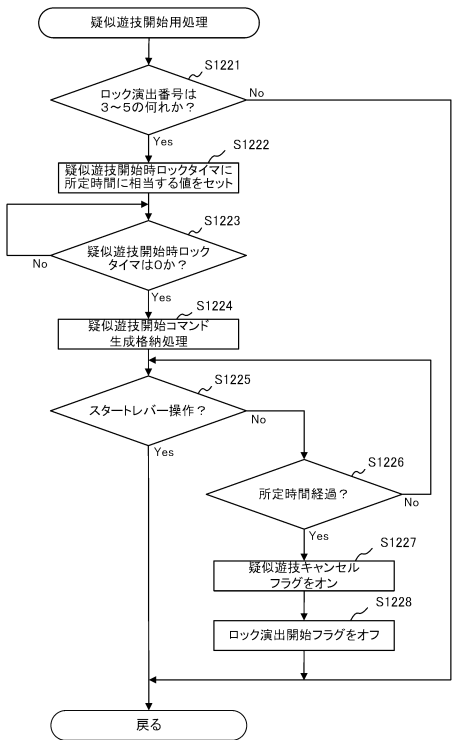 疑似遊技開始用処理
S1221
ロック演出番号は
3～5の何れか？
No
Yes
S1222
疑似遊技開始時ロックタイマに
所定時間に相当する値をセット
S1223
疑似遊技開始時ロック
タイマは0か？
No
Yes
S1224
疑似遊技開始コマンド
生成格納処理
S1225
スタートレバー操作？
No
Yes
S1226
所定時間経過？
No
Yes
S1227
疑似遊技キャンセル
フラグをオン
S1228
ロック演出開始フラグをオフ
戻る